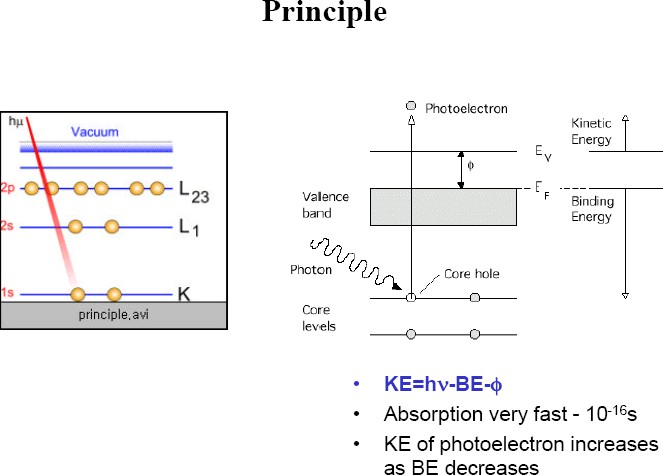 Principle
hμ
Vacuum
2p
L23
2s
L1
1s
K
principle, avi
Photoelectron
Kinetic
Energy
EV
ϕ
EF
Valence
band
Binding
Energy
Photon
Core hole
Core
levels
• KE=hν-BE-ϕ
• Absorption very fast - 10-16s
• KE of photoelectron increases
as BE decreases